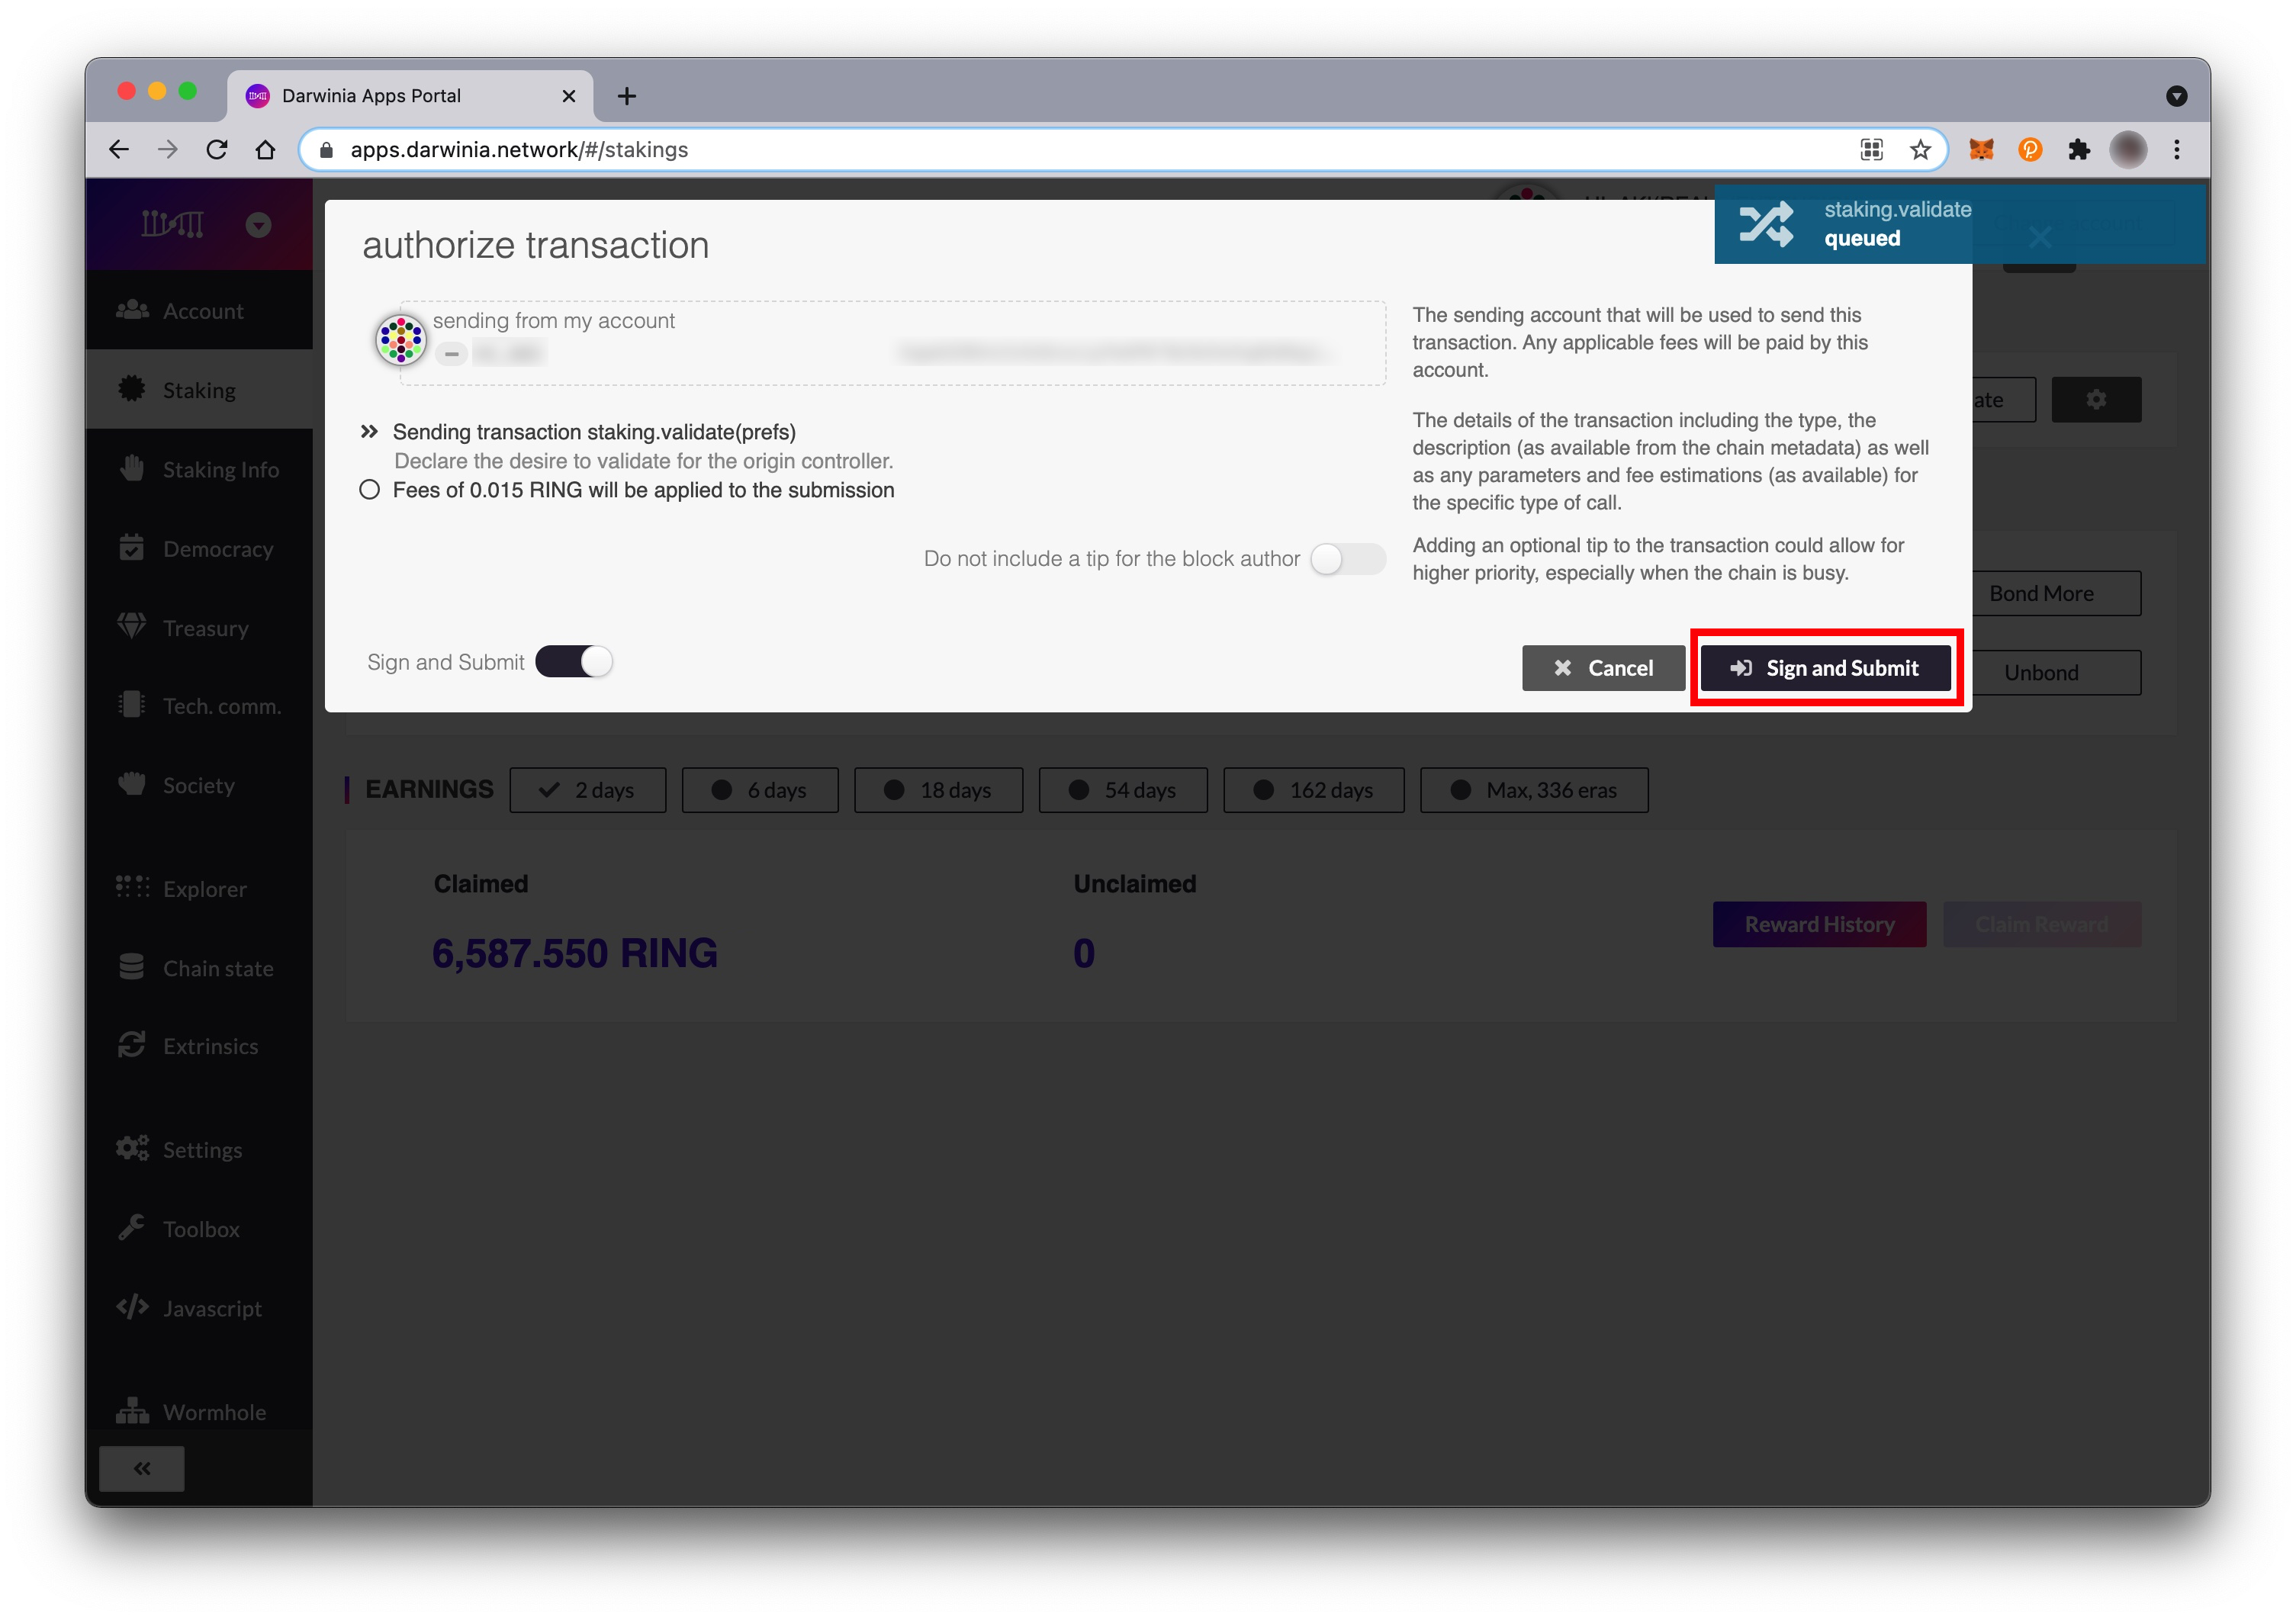 Darwinia Apps Portal
apps.darwinia.network/#/stakings
staking.validate
queued
authorize transaction
sending from my account
The sending account that will be used to send this
transaction. Any applicable fees will be paid by this
account.
Sending transaction staking.validate(prefs)
Declare the desire to validate for the origin controller.
Fees of 0.015 RING will be applied to the submission
The details of the transaction including the type, the
description (as available from the chain metadata) as well
as any parameters and fee estimations (as available) for
the specific type of call.
Do not include a tip for the block author
Adding an optional tip to the transaction could allow for
higher priority, especially when the chain is busy.
Sign and Submit
Cancel
Sign and Submit
Account
Staking
Staking Info
Democracy
Treasury
Tech. comm.
Society
Explorer
Chain state
Extrinsics
Settings
Toolbox
Javascript
Wormhole
Bond More
Unbond
EARNINGS
2 days
6 days
18 days
54 days
162 days
Max, 336 eras
Claimed
Unclaimed
6,587.550 RING
0
Reward History
Claim Reward